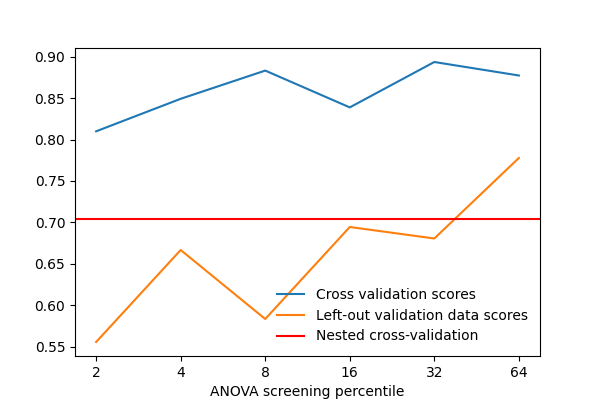 0.90
0.85
0.80
0.75
0.70
0.65
0.60
0.55
Cross validation scores
Left-out validation data scores
Nested cross-validation
2 4 8 16 32 64
ANOVA screening percentile